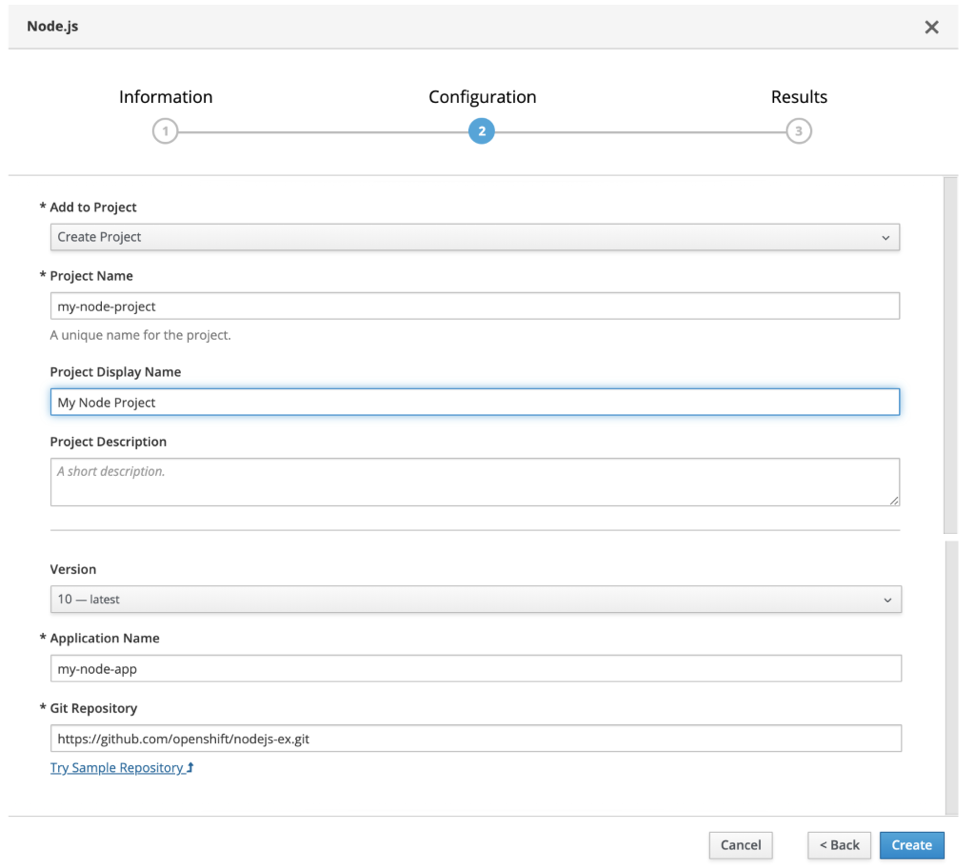 Node.js ✕
Information Configuration Results
1 2 3
* Add to Project
Create Project
* Project Name
my-node-project
A unique name for the project.
Project Display Name
My Node Project
Project Description
A short description.
Version
10 — latest
* Application Name
my-node-app
* Git Repository
https://github.com/openshift/nodejs-ex.git
Try Sample Repository
Cancel < Back Create